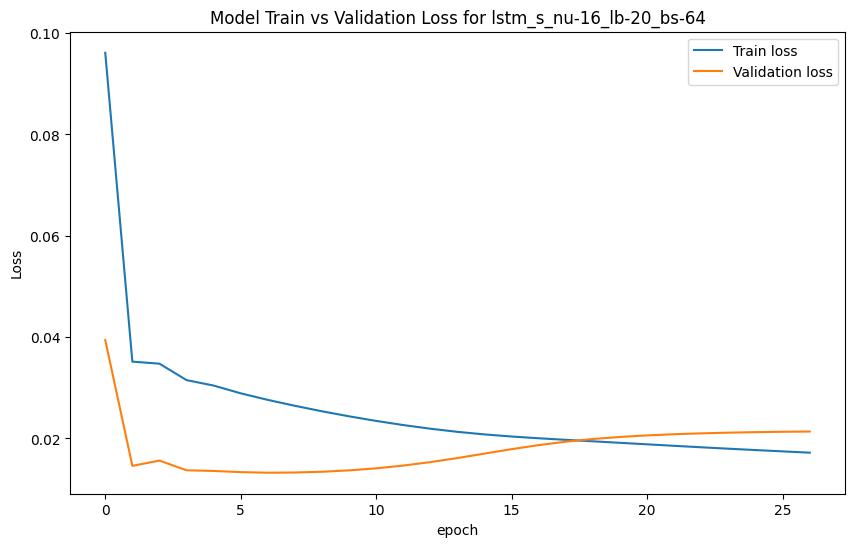 Model Train vs Validation Loss for lstm_s_nu-16_lb-20_bs-64
Train loss
Validation loss
Loss
0.10
0.08
0.06
0.04
0.02
0
5
10
15
20
25
epoch